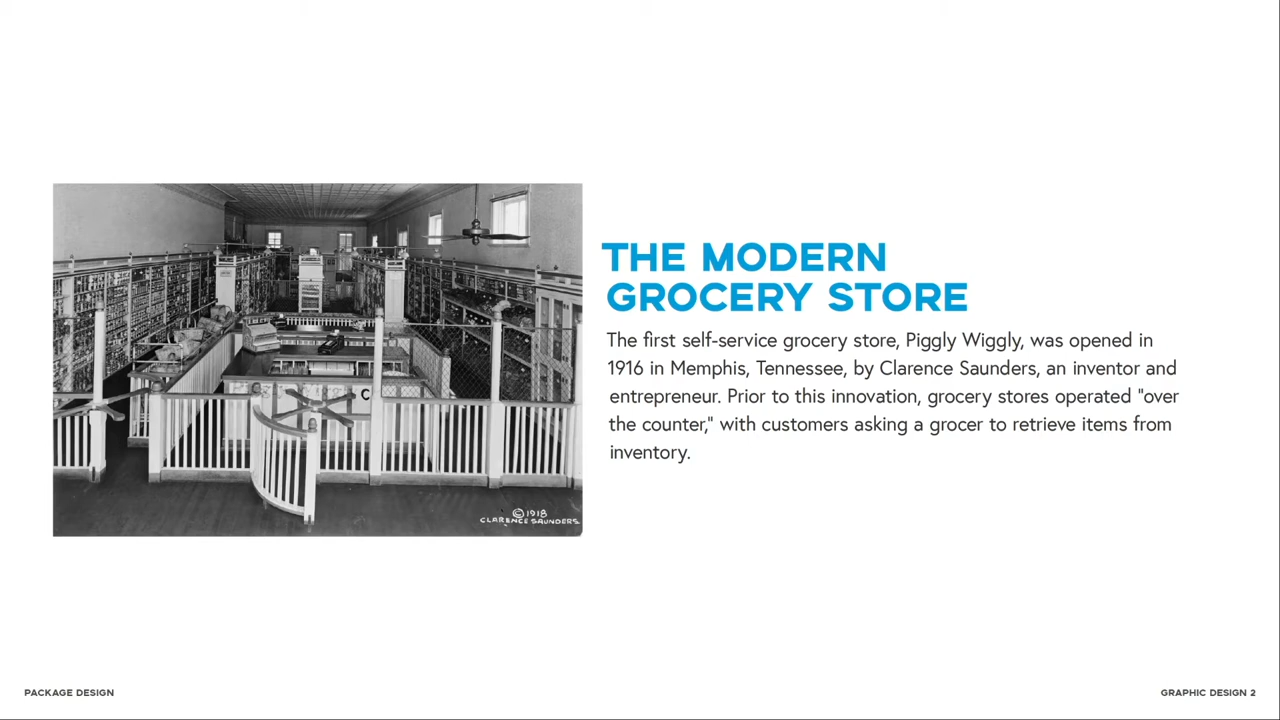 THE MODERN
GROCERY STORE
The first self-service grocery store, Piggly Wiggly, was opened in
1916 in Memphis, Tennessee, by Clarence Saunders, an inventor and
entrepreneur. Prior to this innovation, grocery stores operated "over
the counter," with customers asking a grocer to retrieve items from
inventory.
©1918
CLARENCE SAUNDERS
PACKAGE DESIGN
GRAPHIC DESIGN 2